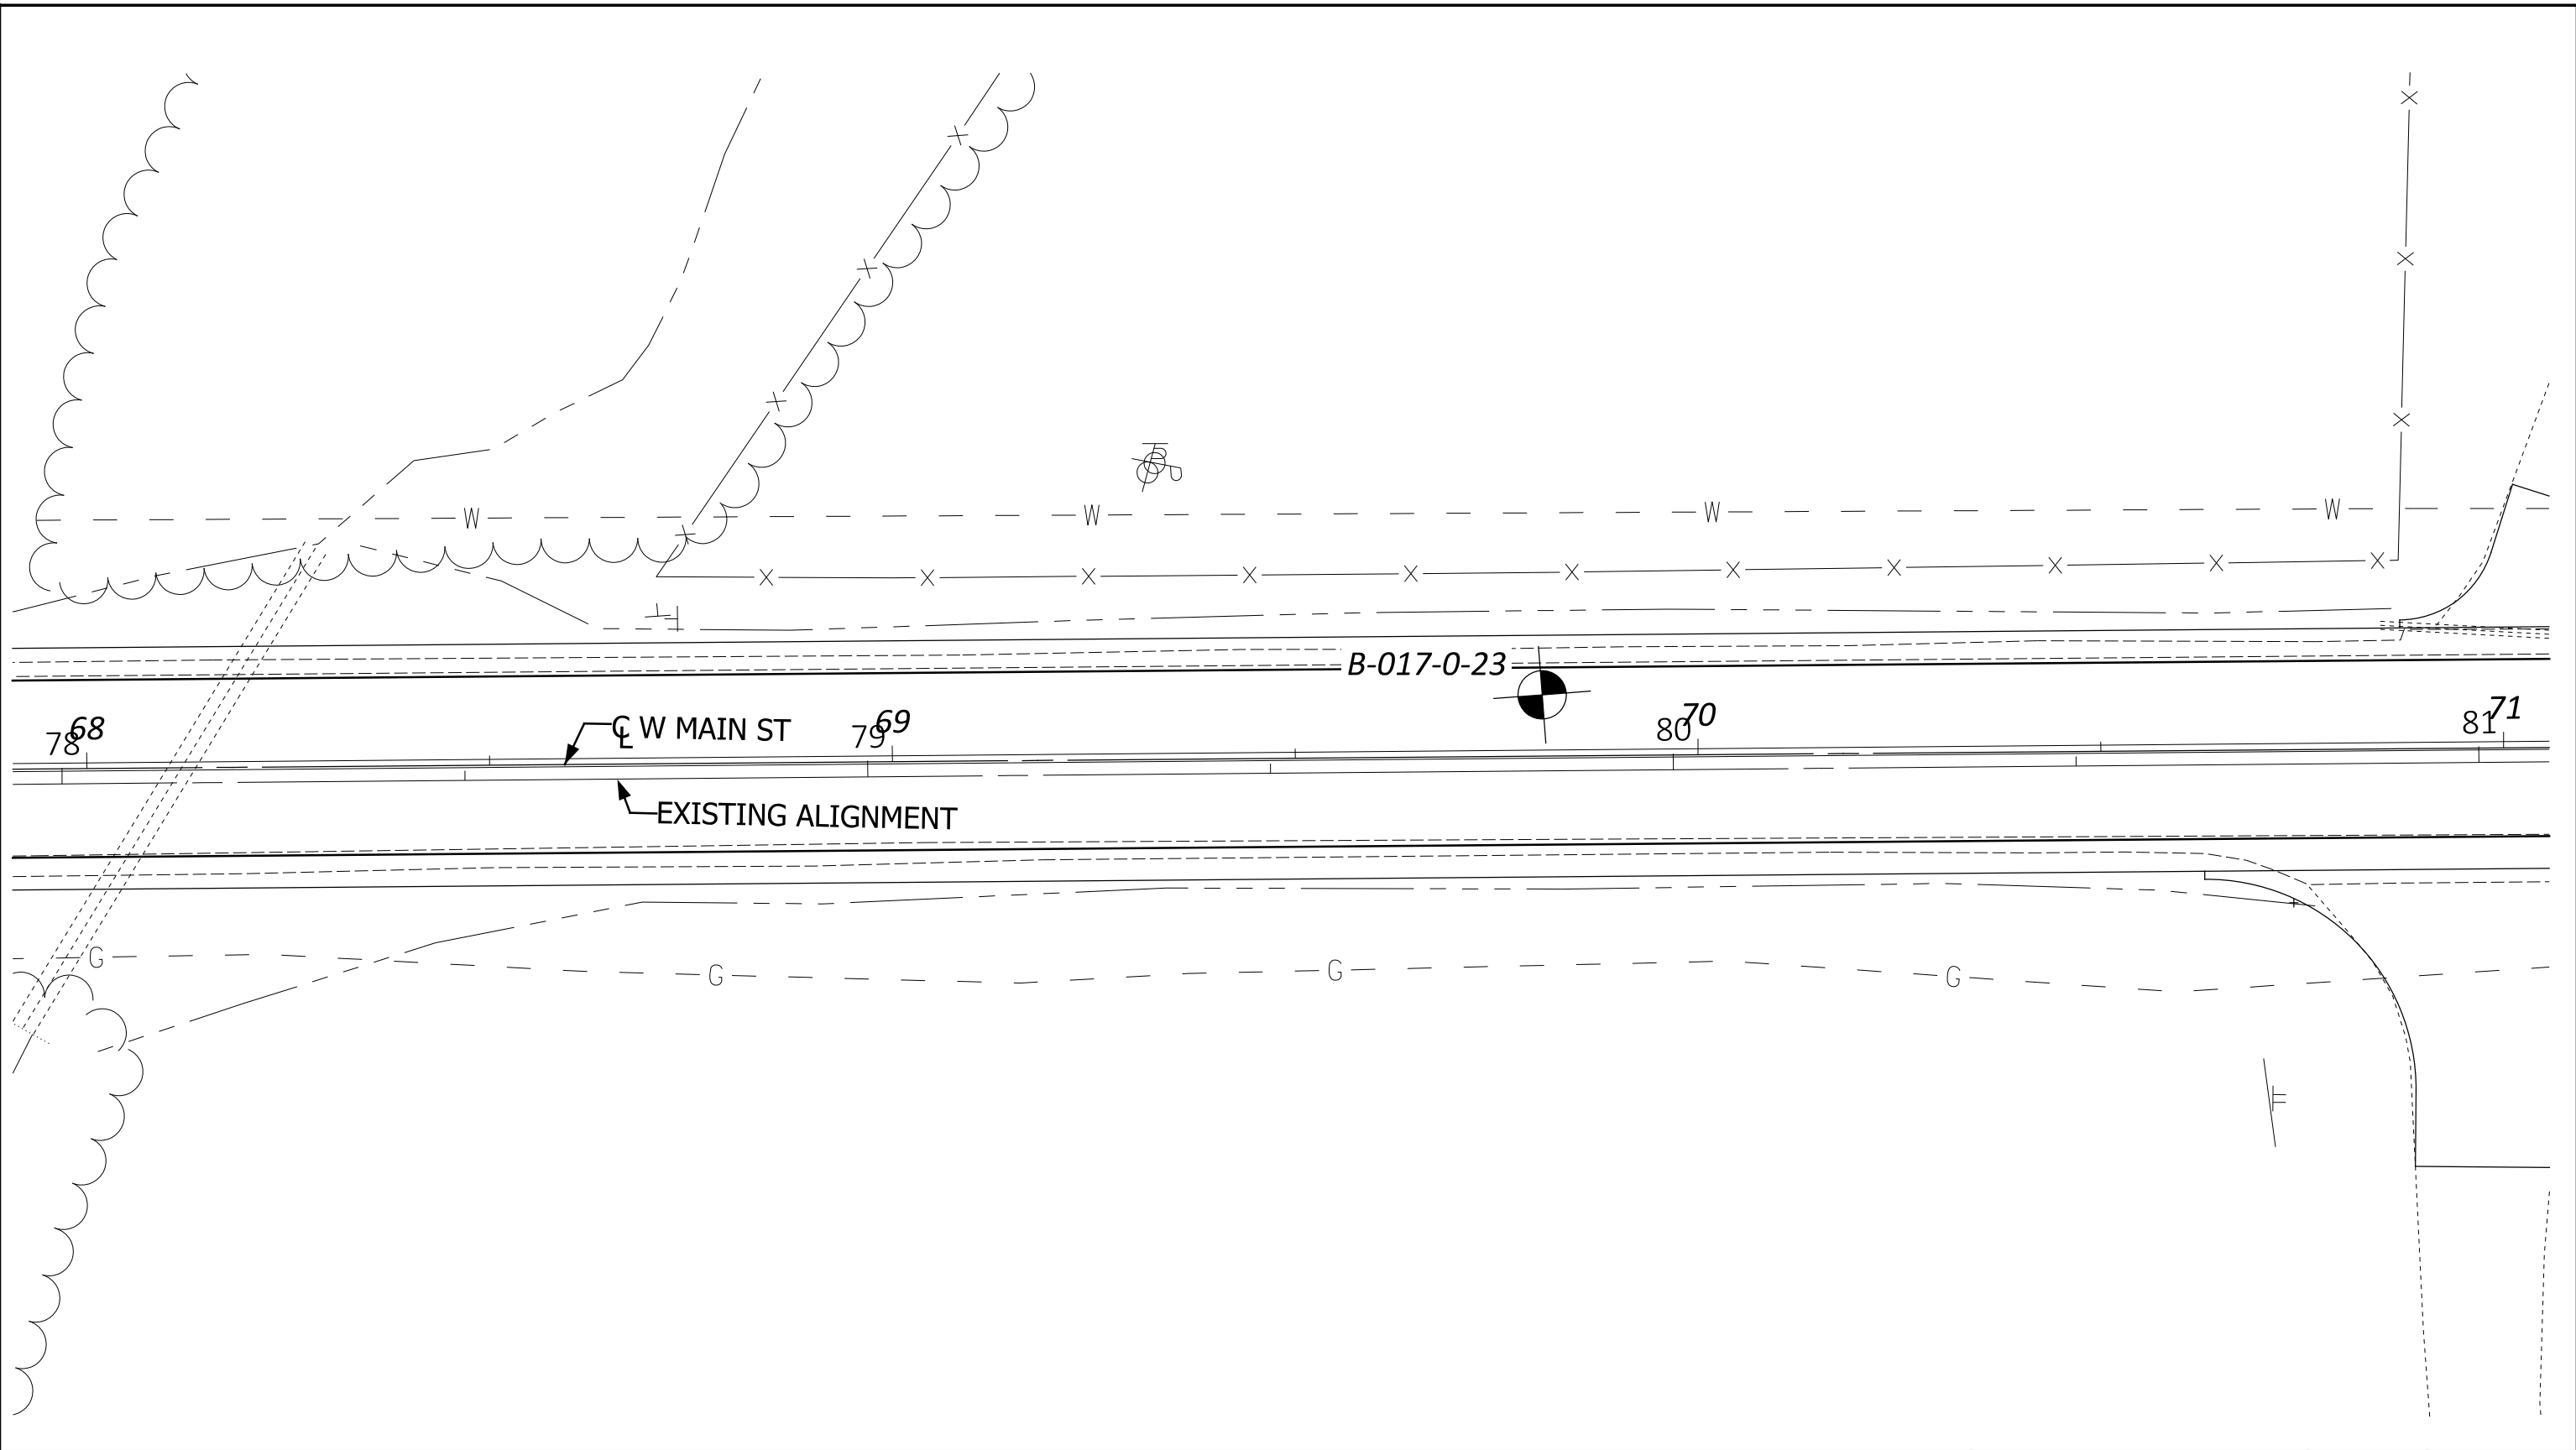 W W W W
B-017-0-23
68 69 70 71
78 79 80 81
℄ W MAIN ST
EXISTING ALIGNMENT
G G G G